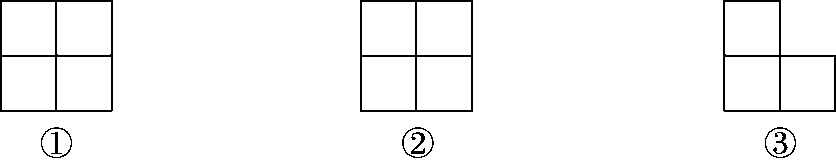 ① ② ③